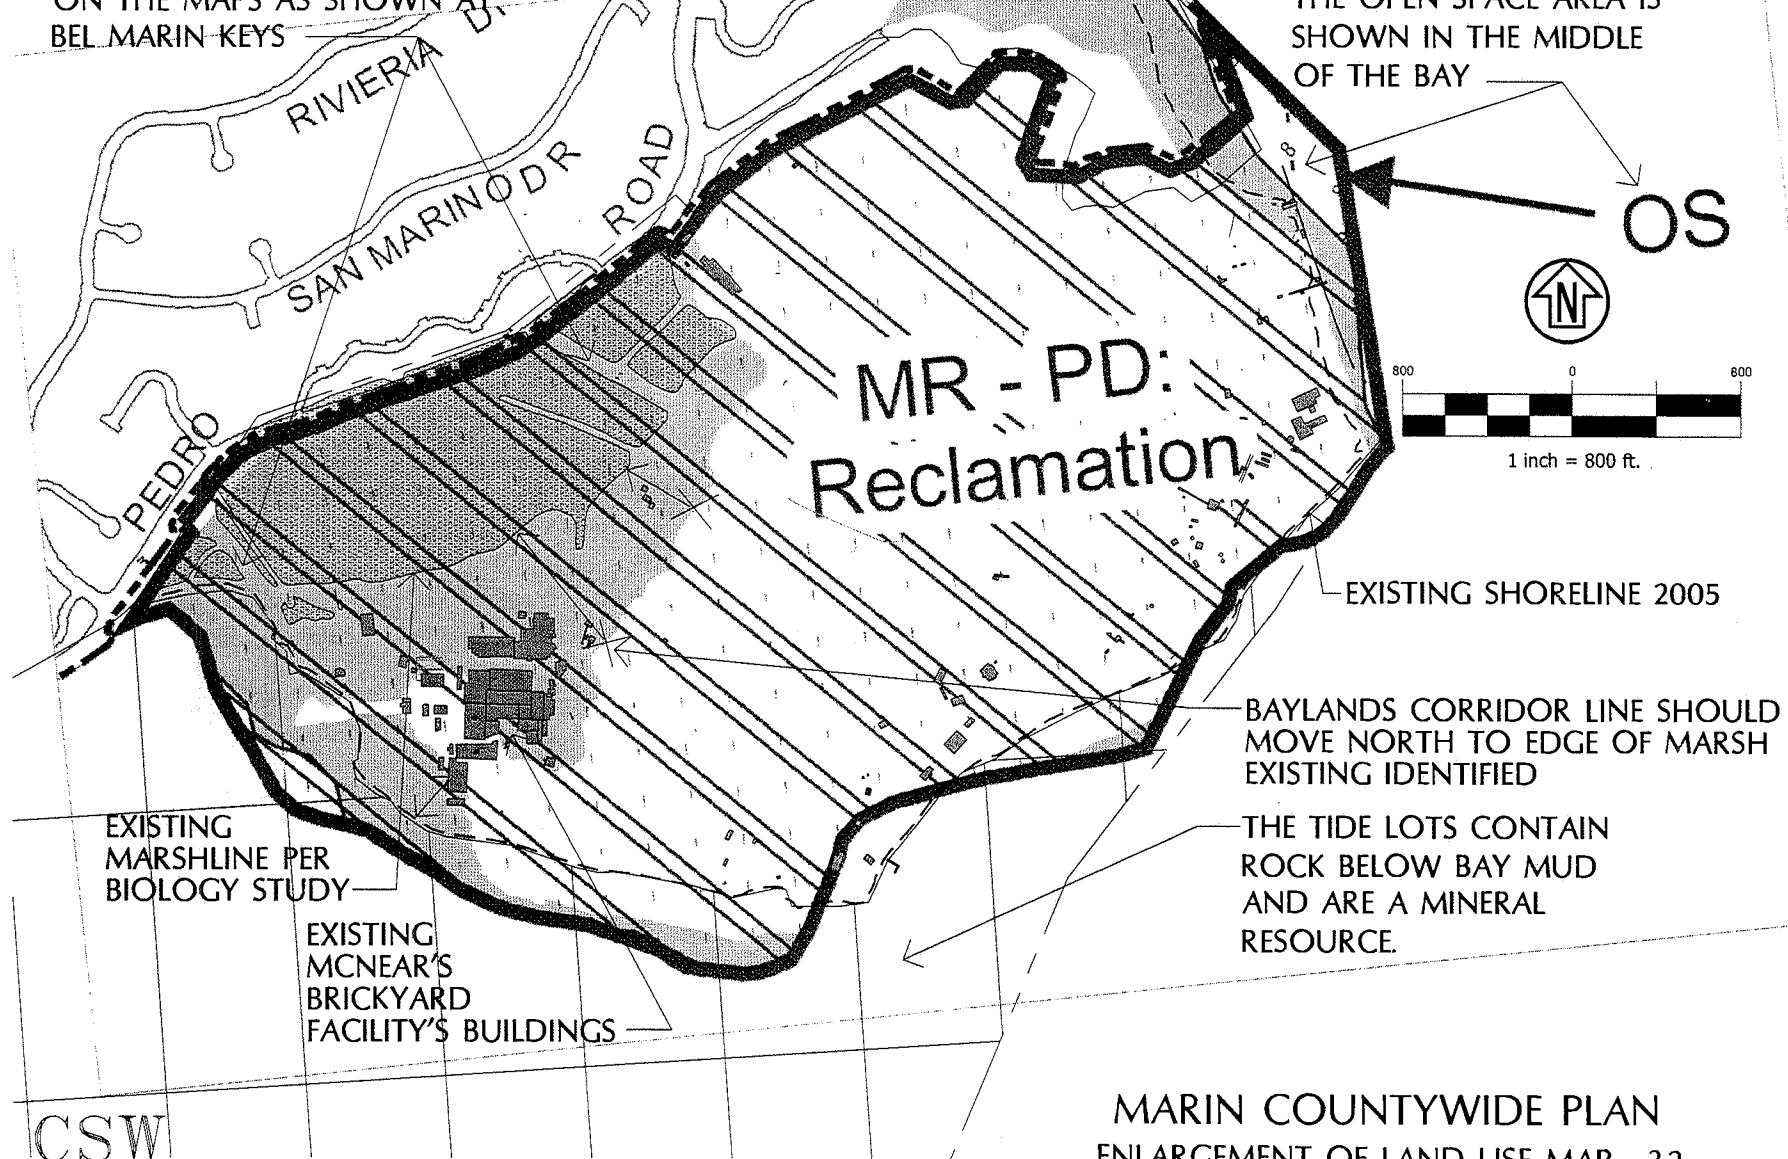 ON THE MAPS AS SHOWN AT
BEL MARIN KEYS
THE OPEN SPACE AREA IS
SHOWN IN THE MIDDLE
OF THE BAY
RIVIERIA DR
SAN MARINO DR
ROAD
PEDRO
OS
N
800 0 800
1 inch = 800 ft.
MR - PD:
Reclamation
EXISTING SHORELINE 2005
BAYLANDS CORRIDOR LINE SHOULD
MOVE NORTH TO EDGE OF MARSH
EXISTING IDENTIFIED
THE TIDE LOTS CONTAIN
ROCK BELOW BAY MUD
AND ARE A MINERAL
RESOURCE.
EXISTING
MARSHLINE PER
BIOLOGY STUDY
EXISTING
MCNEAR'S
BRICKYARD
FACILITY'S BUILDINGS
CSW
MARIN COUNTYWIDE PLAN
ENLARGEMENT OF LAND USE MAP